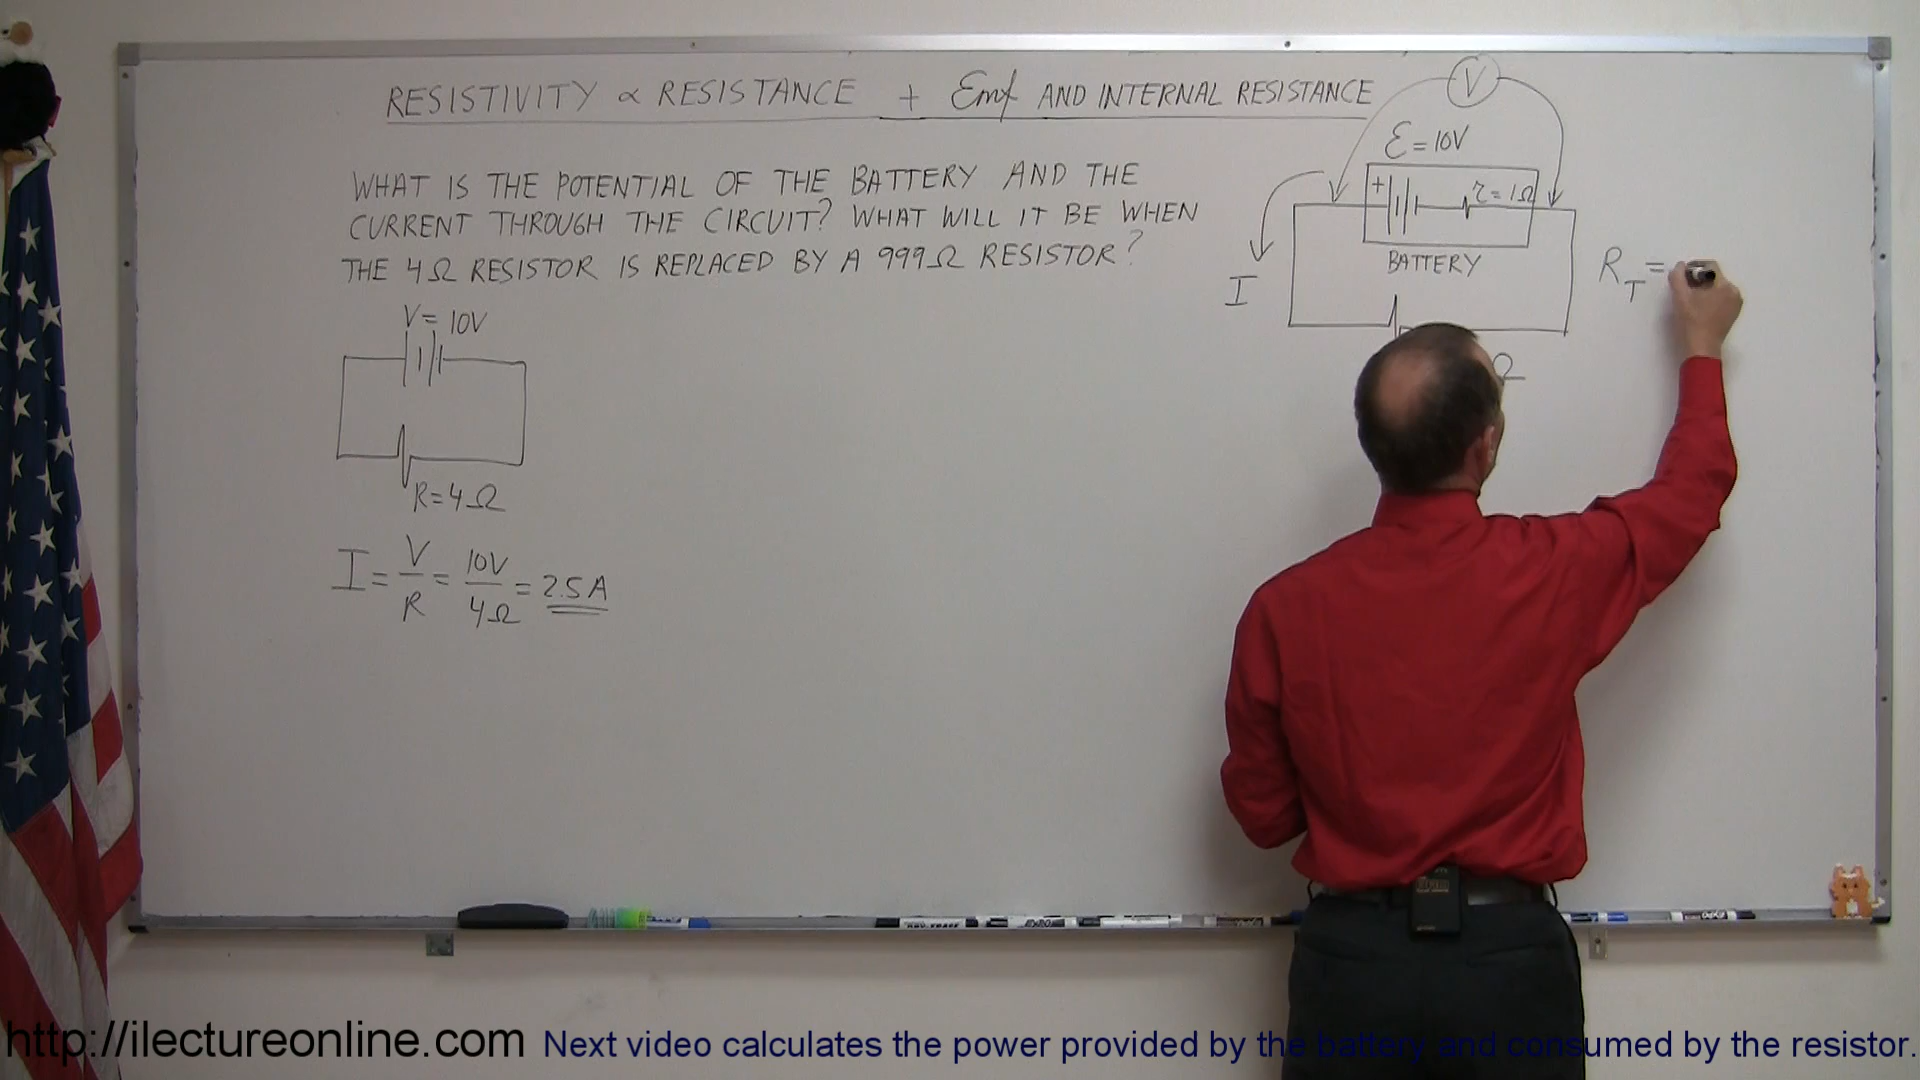 RESISTIVITY ∝ RESISTANCE + Emf AND INTERNAL RESISTANCE
WHAT IS THE POTENTIAL OF THE BATTERY AND THE
CURRENT THROUGH THE CIRCUIT? WHAT WILL IT BE WHEN
THE 4Ω RESISTOR IS REPLACED BY A 999Ω RESISTOR?
V = 10V
R=4Ω
I = V/R = 10V/4Ω = 2.5A
V
Ɛ = 10V
+
r = 1Ω
BATTERY
I
Ω
R_T =
http://ilectureonline.com Next video calculates the power provided by the battery and consumed by the resistor.